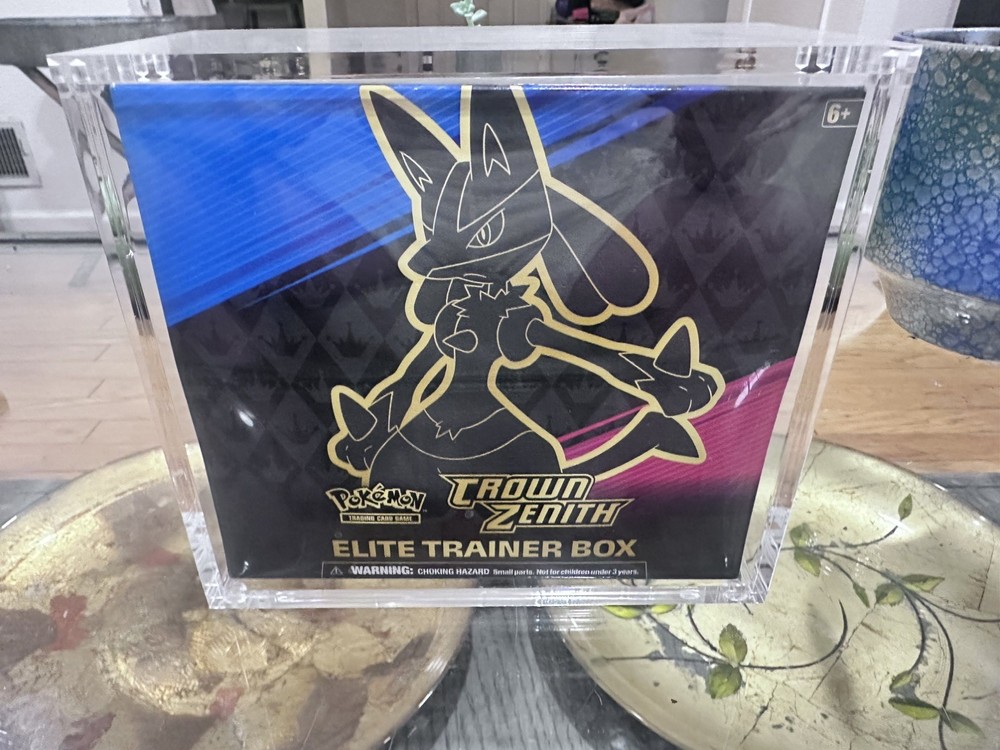 6+
POKéMON
TRADING CARD GAME
CROWN
ZENITH
ELITE TRAINER BOX
WARNING: CHOKING HAZARD Small parts. Not for children under 3 years.